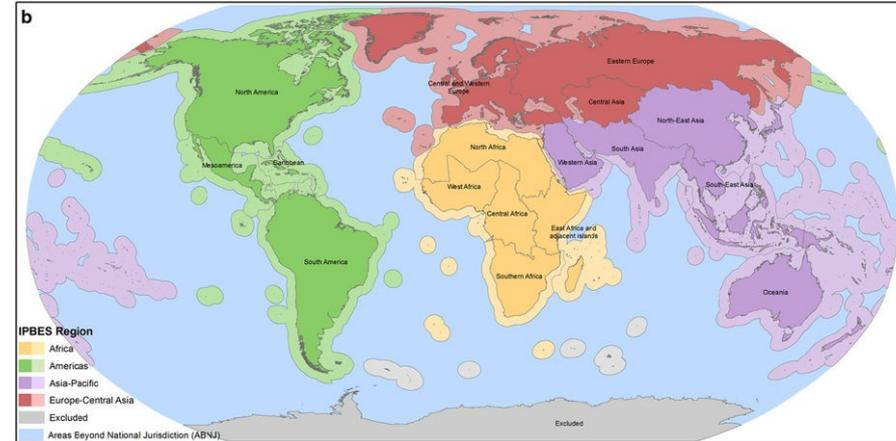 b
North America
Mesoamerica
Caribbean
South America
Central and Western
Europe
Eastern Europe
Central Asia
North-East Asia
Western Asia
South Asia
South-East Asia
North Africa
West Africa
Central Africa
East Africa and
adjacent islands
Southern Africa
Oceania
Excluded
IPBES Region
Africa
Americas
Asia-Pacific
Europe-Central Asia
Excluded
Areas Beyond National Jurisdiction (ABNJ)